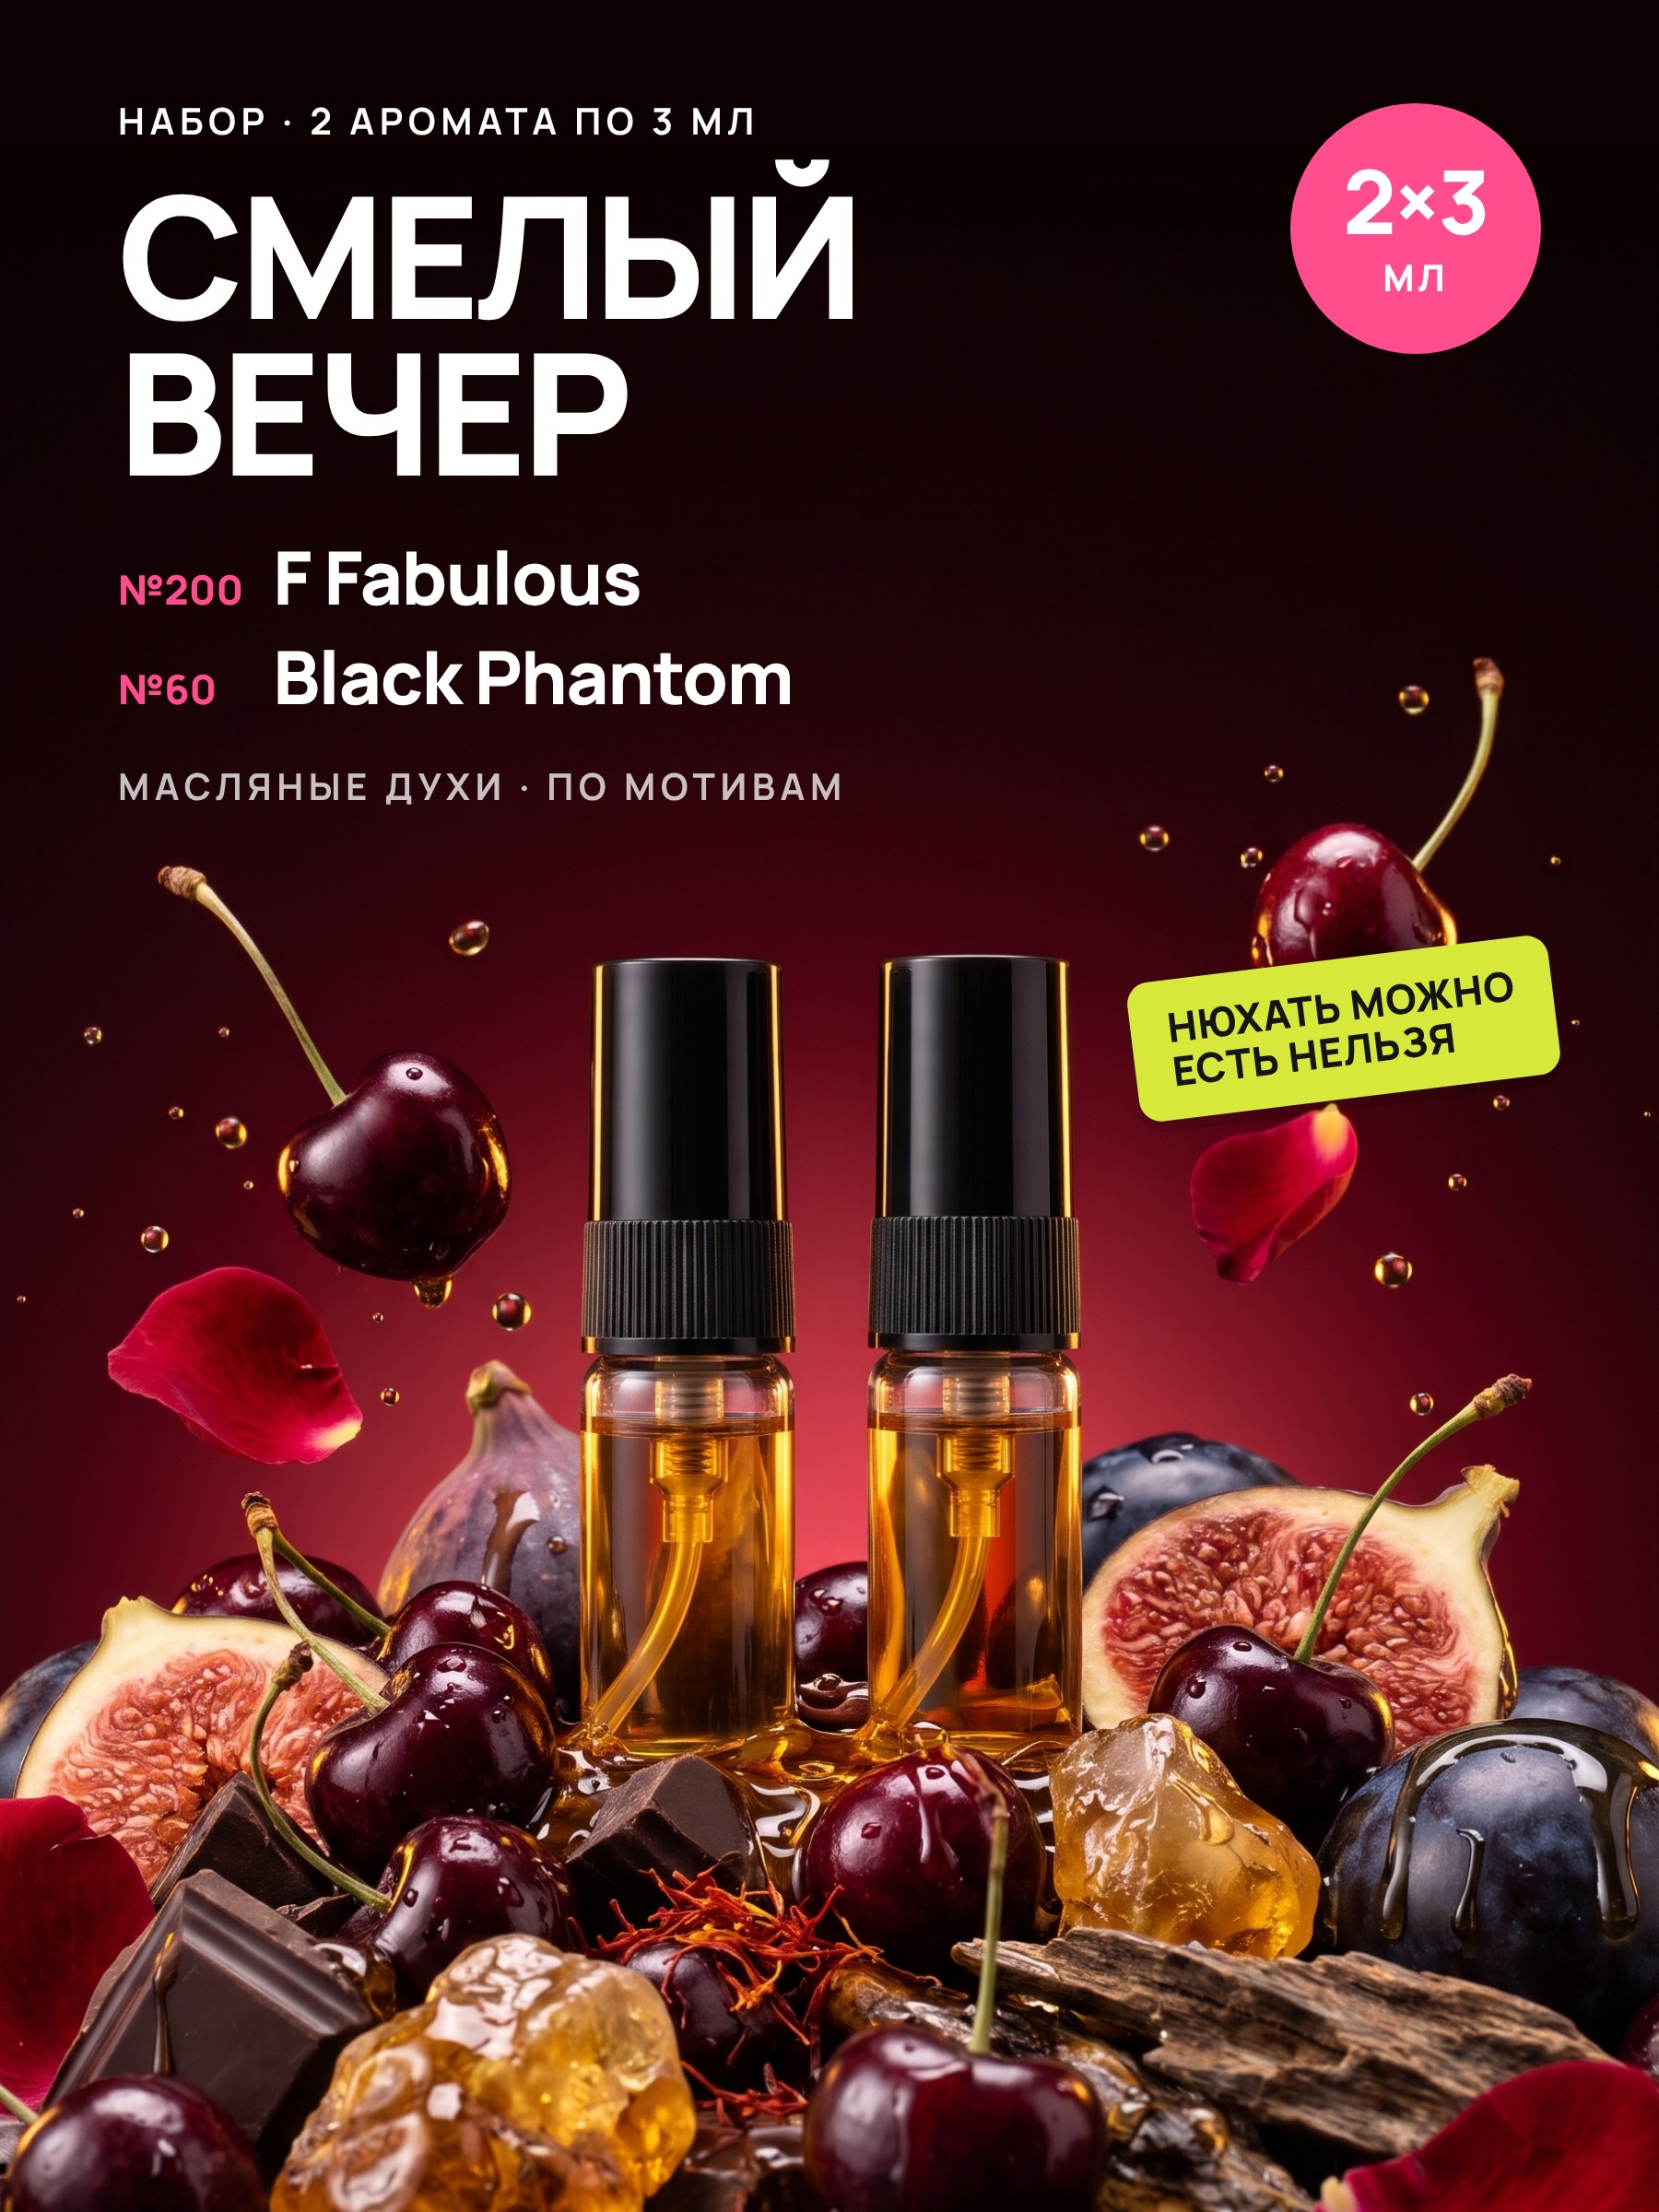 НАБОР · 2 АРОМАТА ПО 3 МЛ
СМЕЛЫЙ
ВЕЧЕР
2×3
МЛ
№200 F Fabulous
№60 Black Phantom
МАСЛЯНЫЕ ДУХИ · ПО МОТИВАМ
НЮХАТЬ МОЖНО
ЕСТЬ НЕЛЬЗЯ